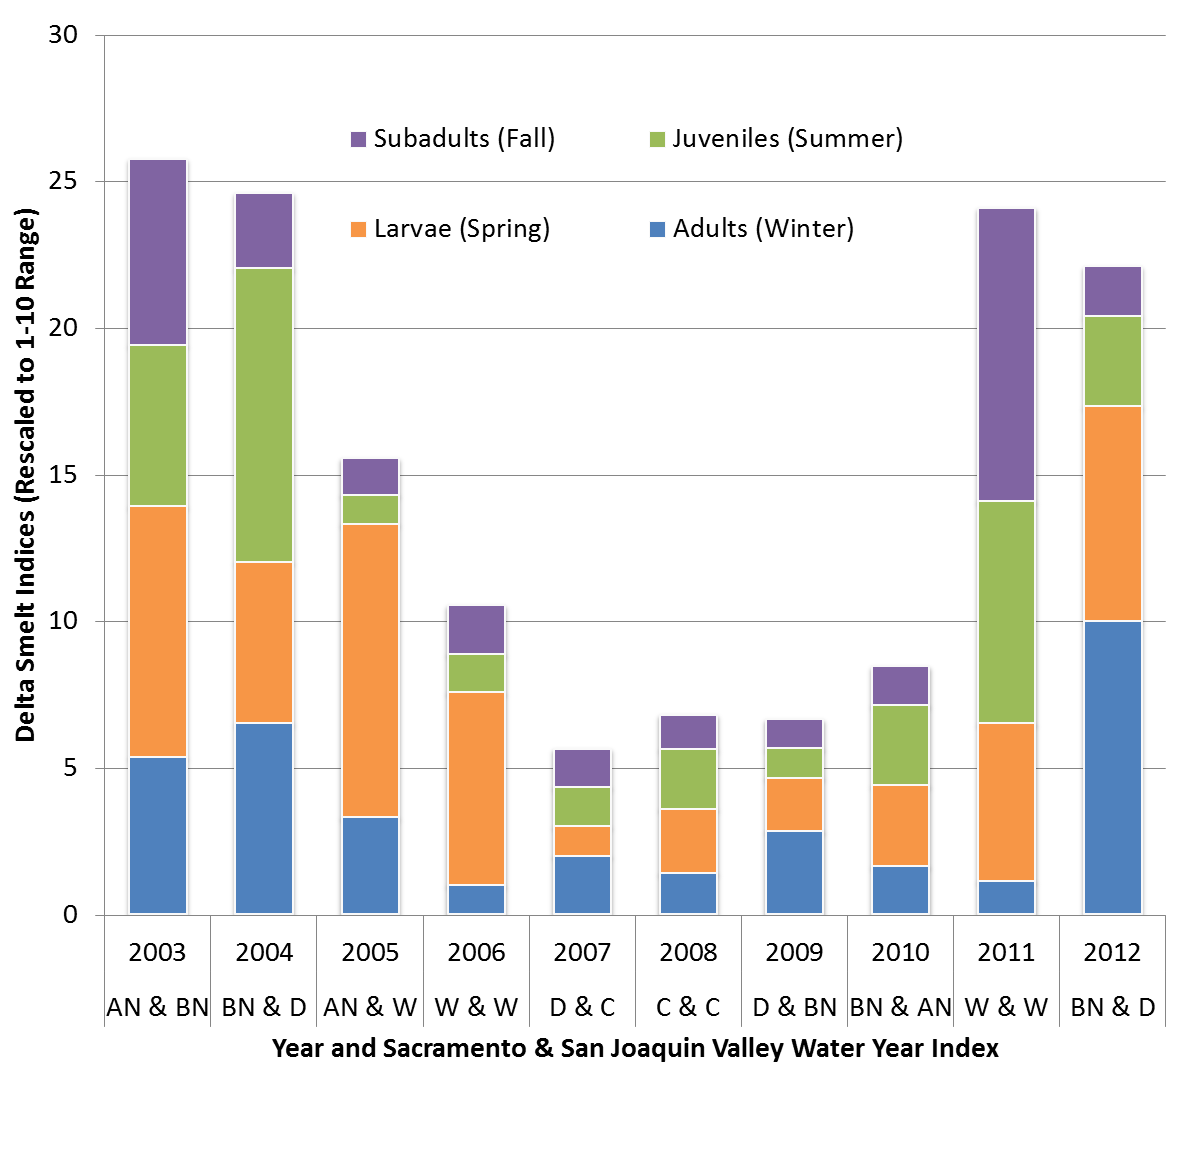 30
Subadults (Fall) Juveniles (Summer)
25
Larvae (Spring) Adults (Winter)
20
15
10
5
0
Delta Smelt Indices (Rescaled to 1-10 Range)
2003 2004 2005 2006 2007 2008 2009 2010 2011 2012
AN & BN BN & D AN & W W & W D & C C & C D & BN BN & AN W & W BN & D
Year and Sacramento & San Joaquin Valley Water Year Index